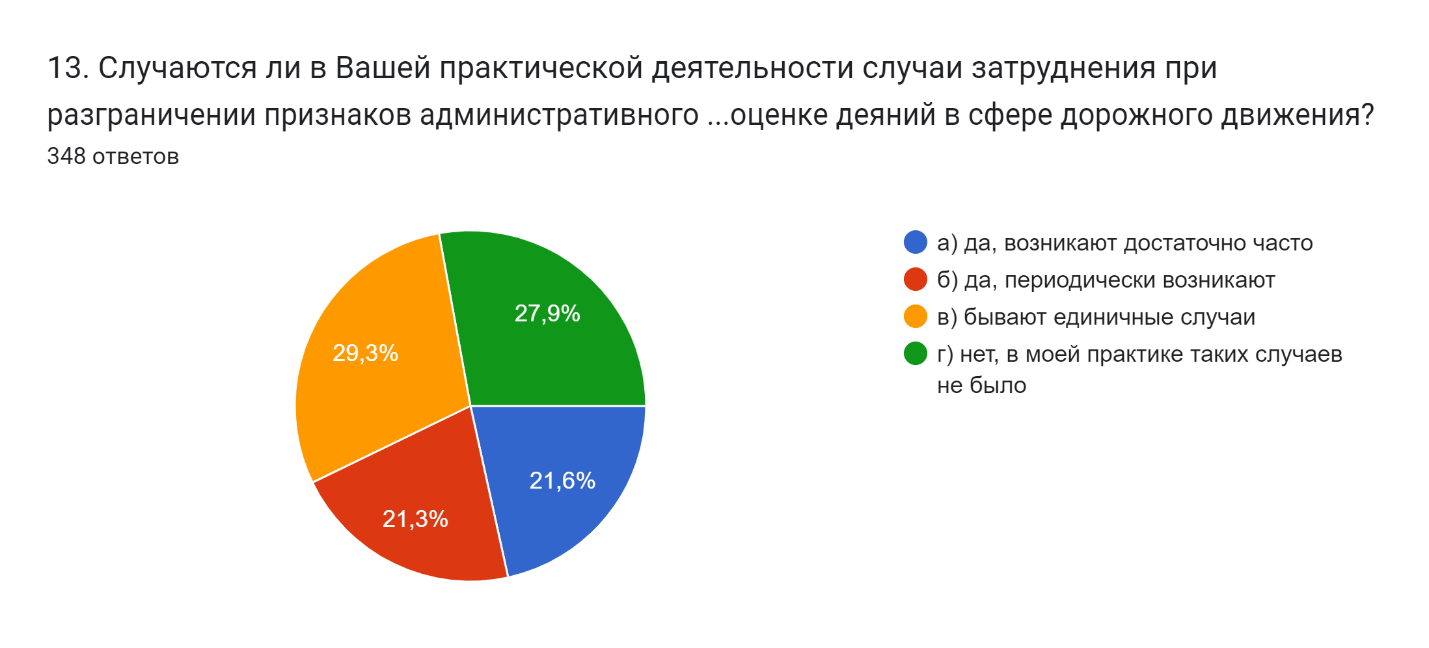 13. Случаются ли в Вашей практической деятельности случаи затруднения при
разграничении признаков административного ...оценке деяний в сфере дорожного движения?
348 ответов
а) да, возникают достаточно часто
б) да, периодически возникают
в) бывают единичные случаи
г) нет, в моей практике таких случаев
не было
27,9%
29,3%
21,6%
21,3%